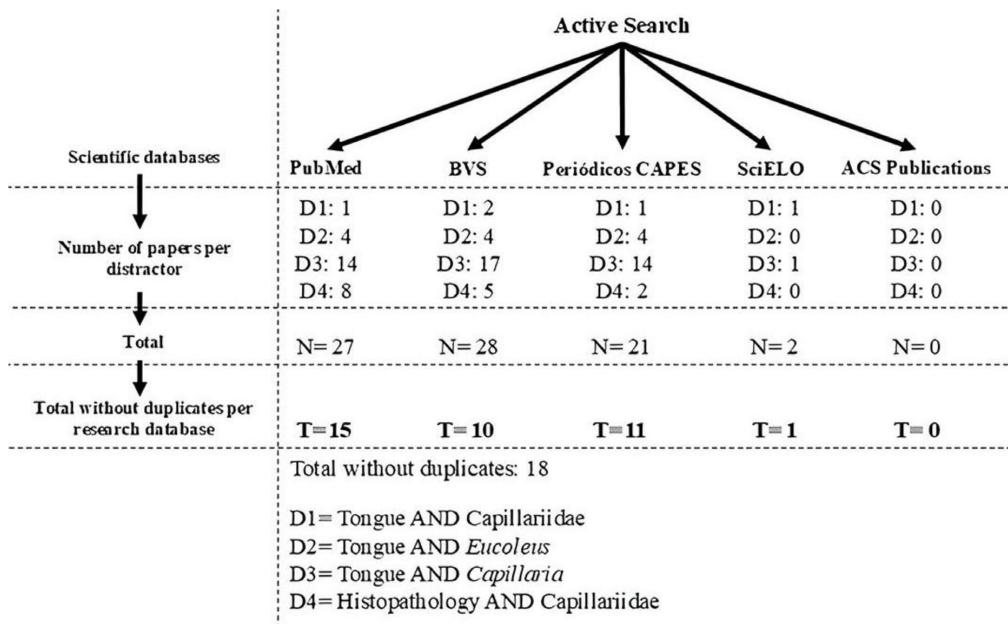 Active Search
Scientific databases
PubMed BVS Periódicos CAPES SciELO ACS Publications
Number of papers per
distractor
D1: 1 D1: 2 D1: 1 D1: 1 D1: 0
D2: 4 D2: 4 D2: 4 D2: 0 D2: 0
D3: 14 D3: 17 D3: 14 D3: 1 D3: 0
D4: 8 D4: 5 D4: 2 D4: 0 D4: 0
Total
N= 27 N= 28 N= 21 N= 2 N= 0
Total without duplicates per
research database
T=15 T=10 T=11 T=1 T=0
Total without duplicates: 18
D1= Tongue AND Capillariidae
D2= Tongue AND Eucoleus
D3= Tongue AND Capillaria
D4= Histopathology AND Capillariidae